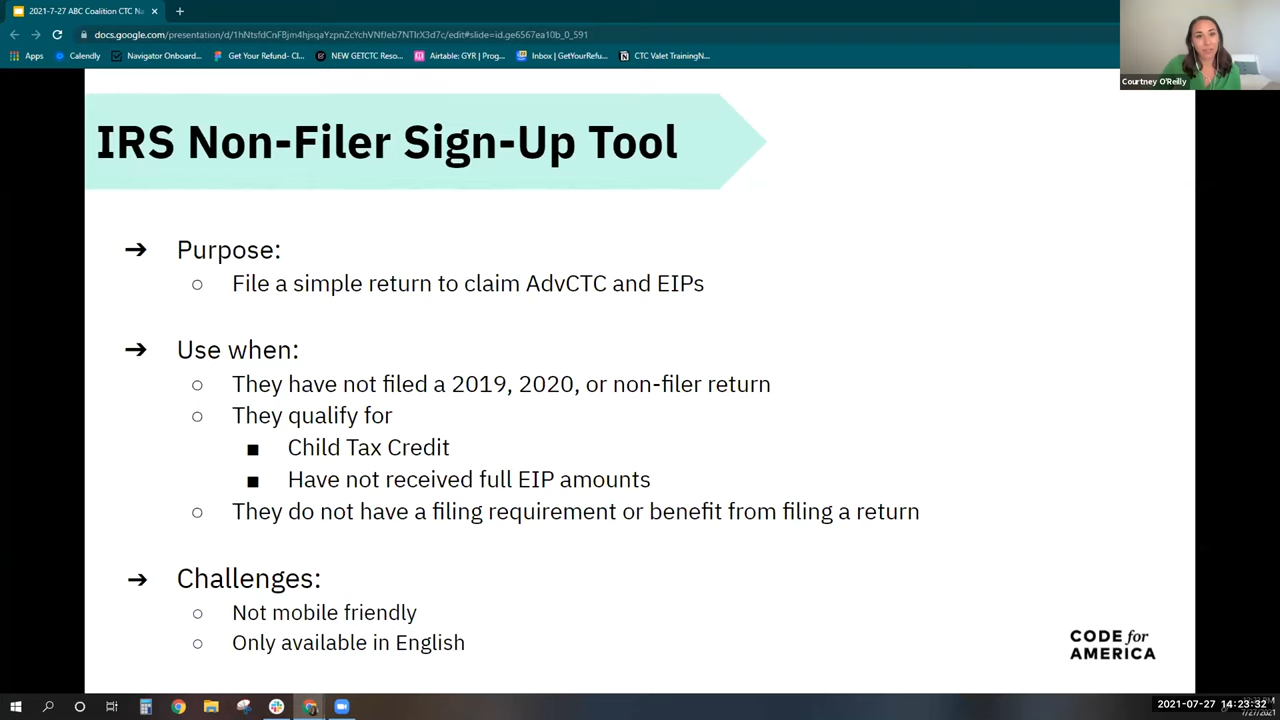 2021-7-27 ABC Coalition CTC Na
docs.google.com/presentation/d/1hNtsfdCnFBjm4hjsqaYzpnZcYchVNfJeb7NTlrX3d7c/edit#slide=id.ge6567ea10b_0_591
Apps
Calendly
Navigator Onboard...
Get Your Refund- Cl...
NEW GETCTC Reso...
Airtable: GYR | Prog...
Inbox | GetYourRefu...
CTC Valet TrainingN...
Courtney O'Reilly
IRS Non-Filer Sign-Up Tool
➔ Purpose:
○ File a simple return to claim AdvCTC and EIPs
➔ Use when:
○ They have not filed a 2019, 2020, or non-filer return
○ They qualify for
■ Child Tax Credit
■ Have not received full EIP amounts
○ They do not have a filing requirement or benefit from filing a return
➔ Challenges:
○ Not mobile friendly
○ Only available in English
CODE for
AMERICA
2021-07-27 14:23:32
7/27/2021